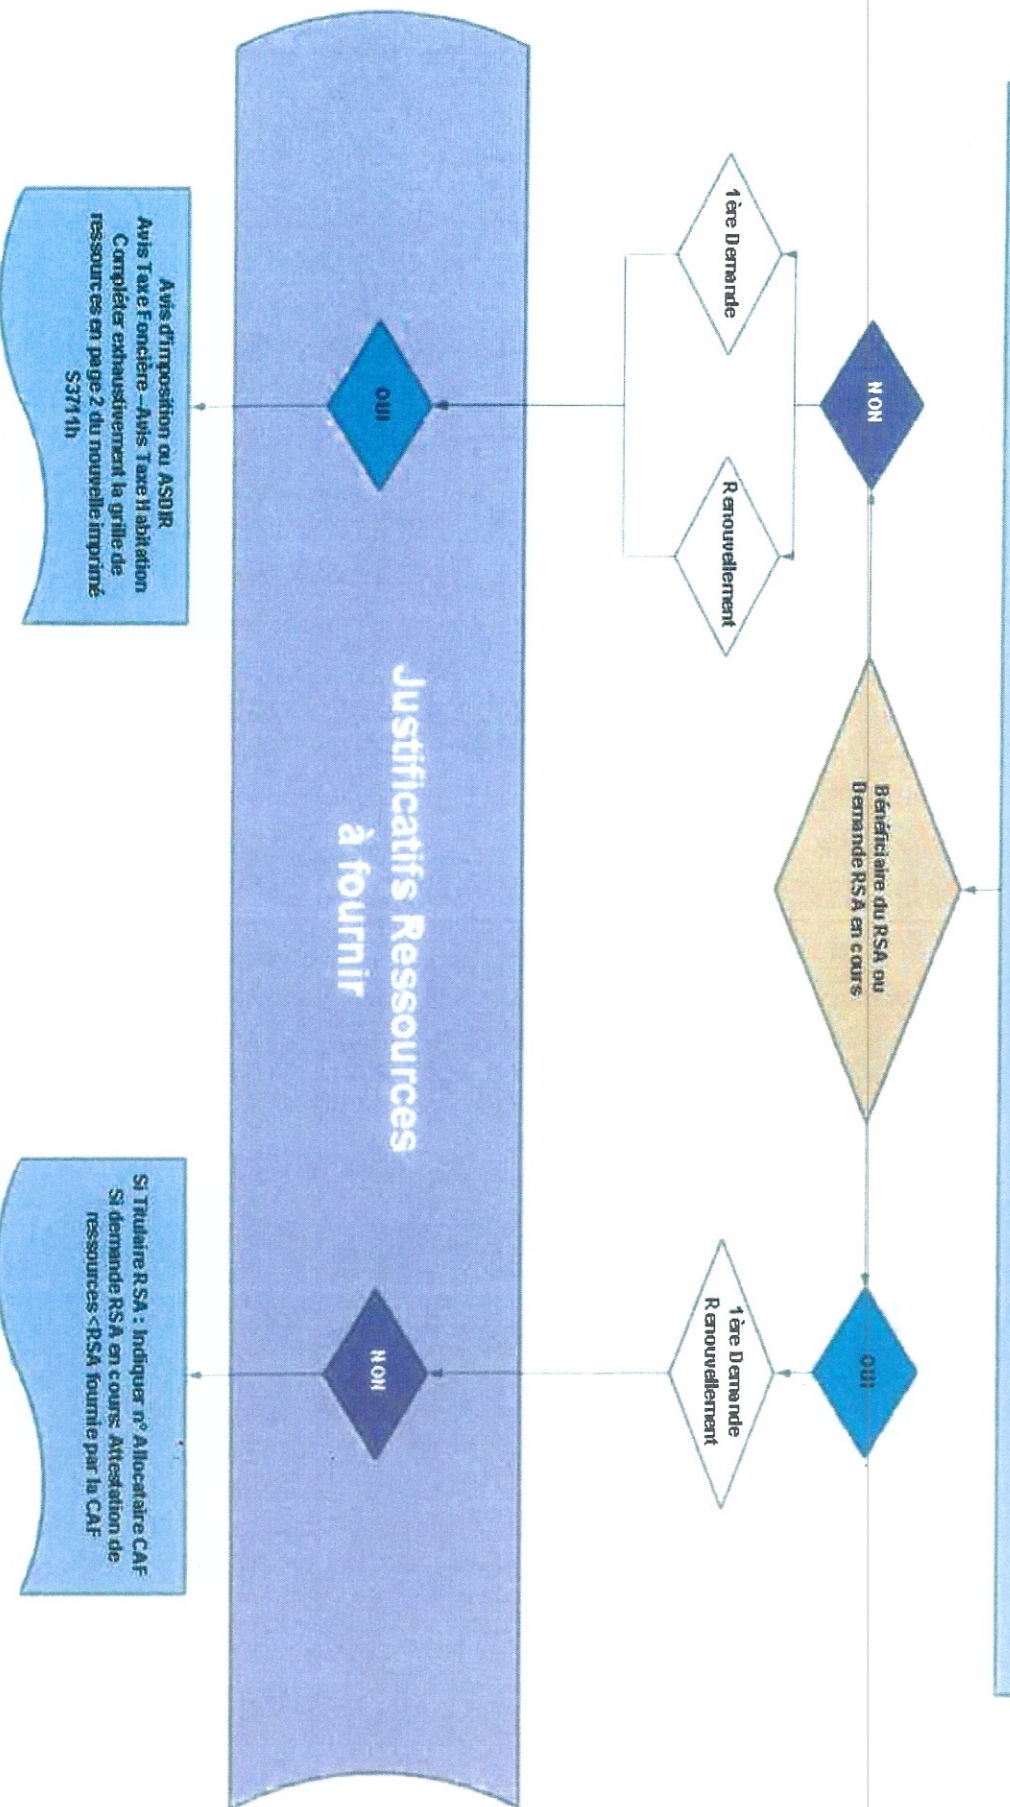 Bénéficiaire du RSA ou
Demande RSA en cours
NON
OUI
1ère Demande
Renouvellement
1ère Demande
Renouvellement
Justificatifs Ressources
à fournir
OUI
NON
Avis d'imposition ou ASDIR
Avis Taxe Foncière -Avis Taxe Habitation
Compléter exhaustivement la grille de
ressources en page 2 du nouvelle imprimé
S3711h
Si Titulaire RSA : Indiquer n° Allocataire CAF
Si demande RSA en cours: Attestation de
ressources <RSA fournie par la CAF